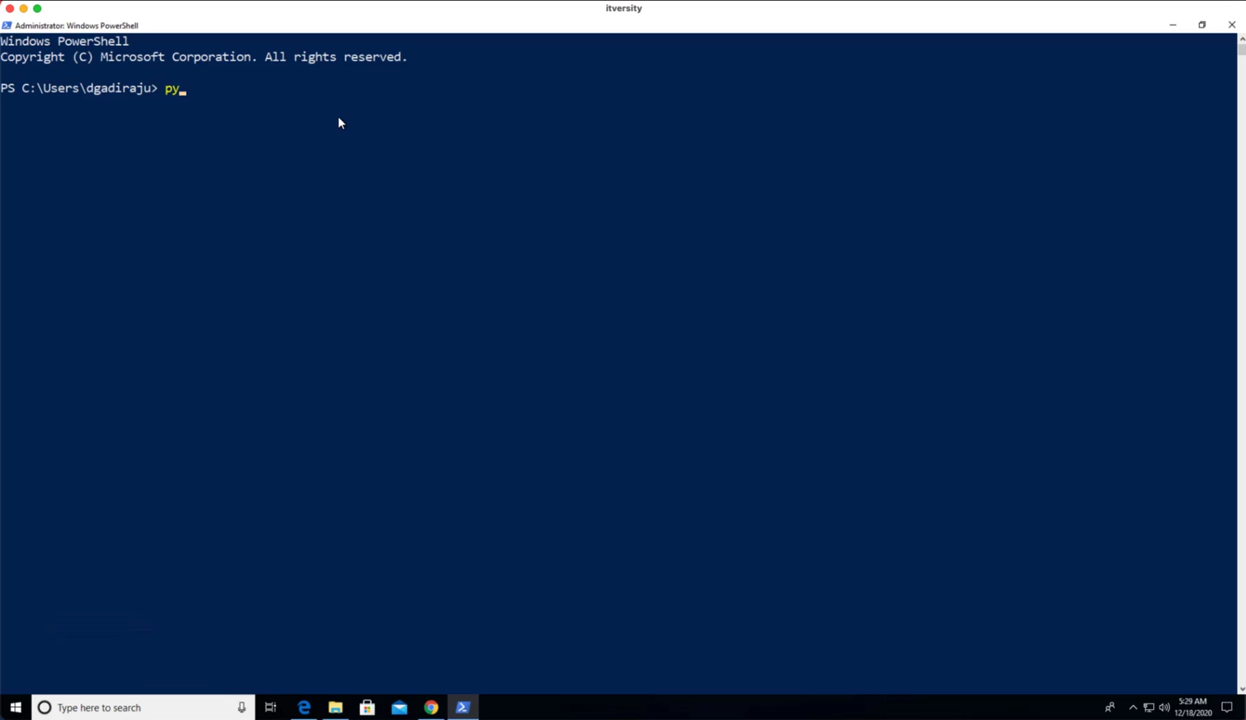 itversity
Administrator: Windows PowerShell
Windows PowerShell
Copyright (C) Microsoft Corporation. All rights reserved.
PS C:\Users\dgadiraju> py_
Type here to search
5:29 AM
12/18/2020